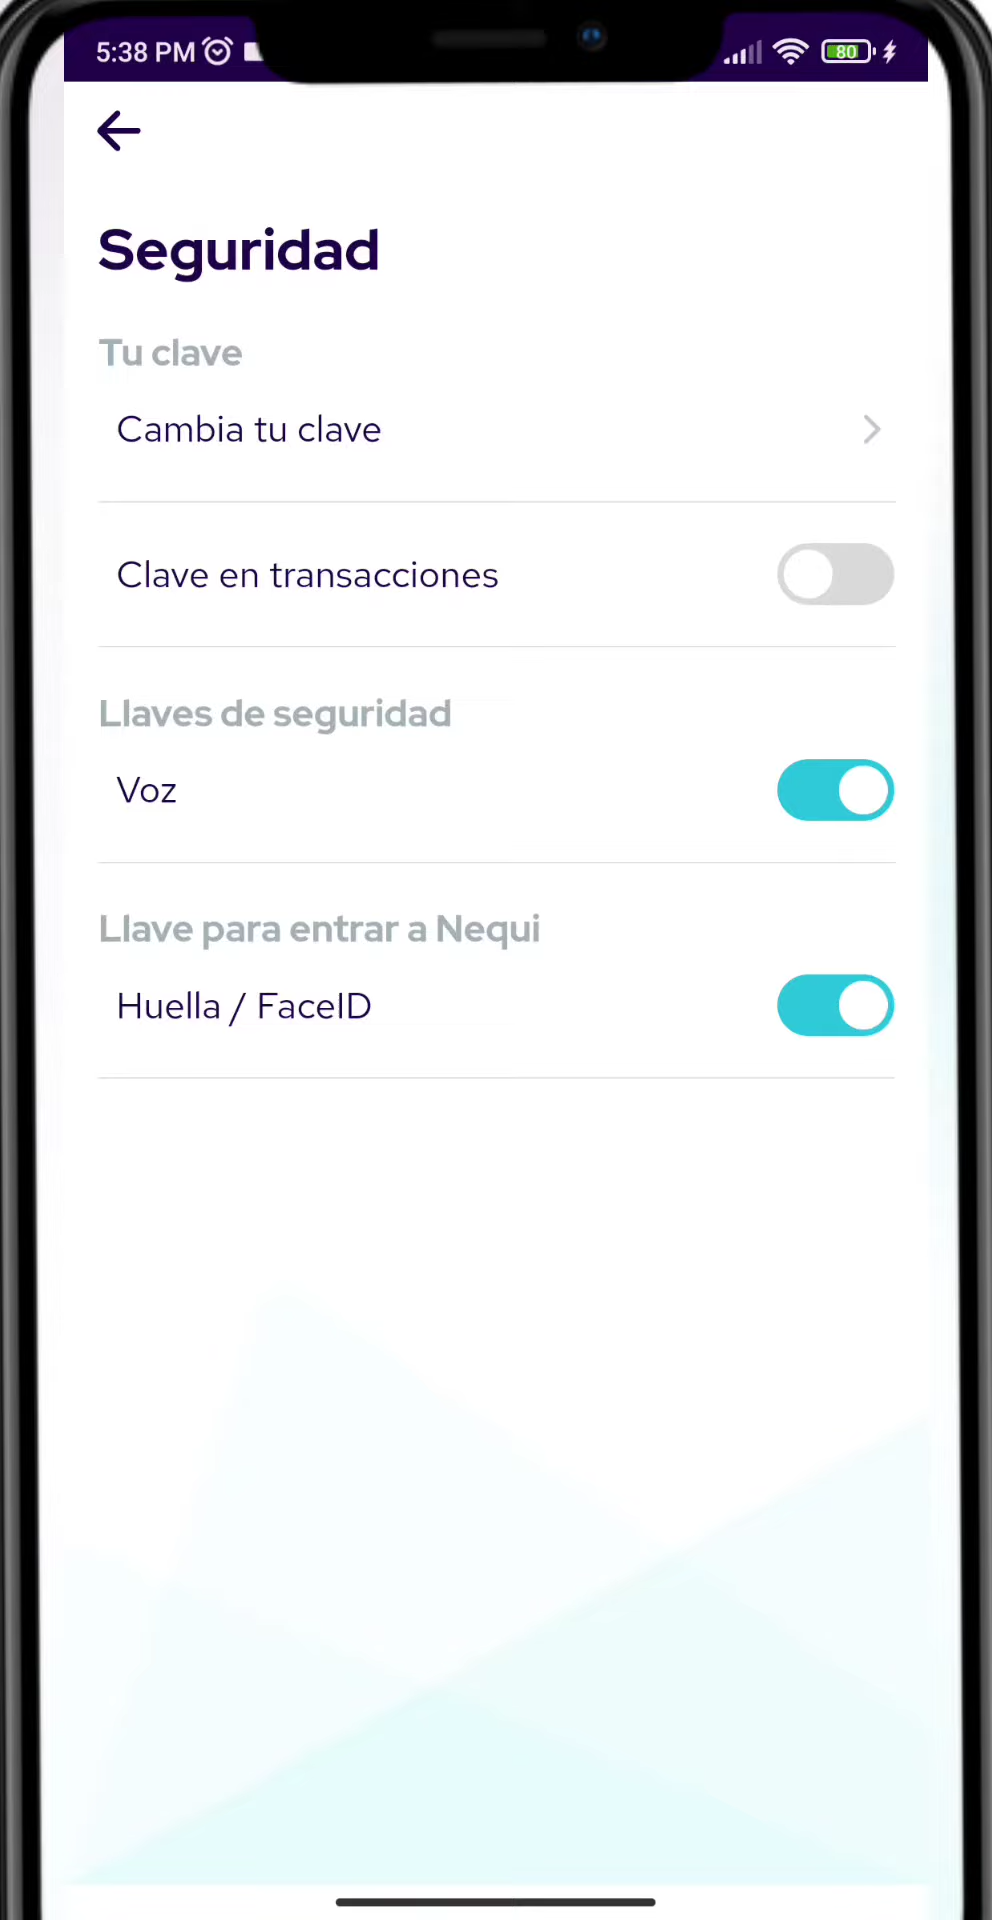 5:38 PM
80
Seguridad
Tu clave
Cambia tu clave
Clave en transacciones
Llaves de seguridad
Voz
Llave para entrar a Nequi
Huella / FaceID